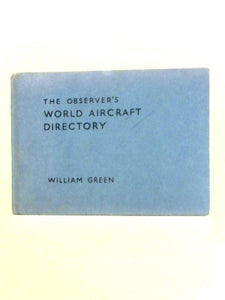 THE OBSERVER'S
WORLD AIRCRAFT
DIRECTORY
WILLIAM GREEN